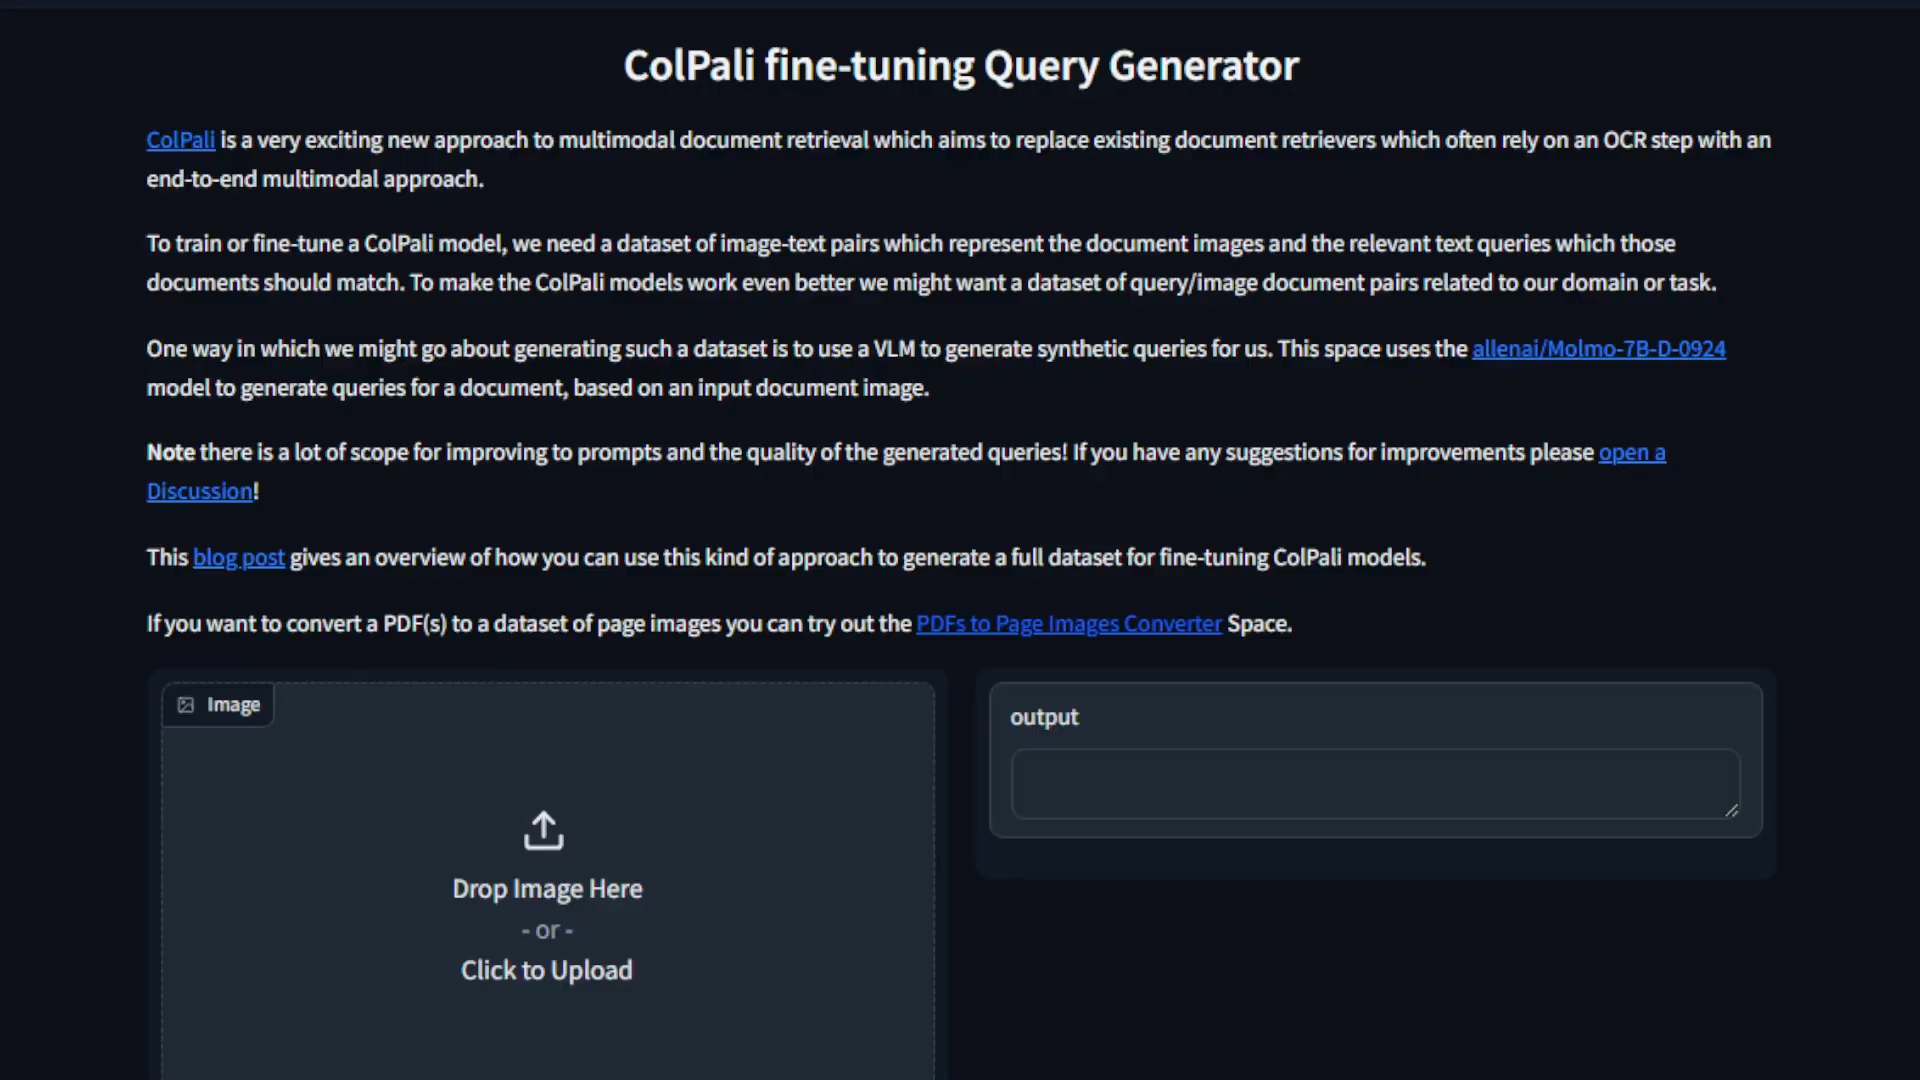 ColPali fine-tuning Query Generator
ColPali is a very exciting new approach to multimodal document retrieval which aims to replace existing document retrievers which often rely on an OCR step with an
end-to-end multimodal approach.
To train or fine-tune a ColPali model, we need a dataset of image-text pairs which represent the document images and the relevant text queries which those
documents should match. To make the ColPali models work even better we might want a dataset of query/image document pairs related to our domain or task.
One way in which we might go about generating such a dataset is to use a VLM to generate synthetic queries for us. This space uses the allenai/Molmo-7B-D-0924
model to generate queries for a document, based on an input document image.
Note there is a lot of scope for improving to prompts and the quality of the generated queries! If you have any suggestions for improvements please open a
Discussion!
This blog post gives an overview of how you can use this kind of approach to generate a full dataset for fine-tuning ColPali models.
If you want to convert a PDF(s) to a dataset of page images you can try out the PDFs to Page Images Converter Space.
Image
Drop Image Here
- or -
Click to Upload
output